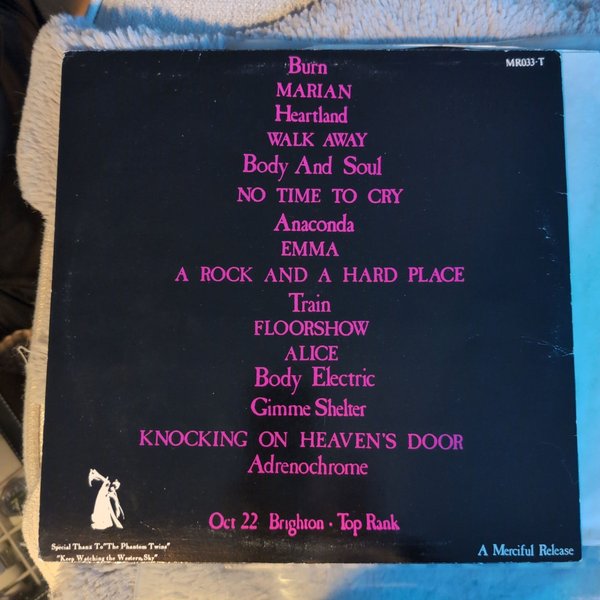 Burn
MR033-T
MARIAN
Heartland
WALK AWAY
Body And Soul
NO TIME TO CRY
Anaconda
EMMA
A ROCK AND A HARD PLACE
Train
FLOORSHOW
ALICE
Body Electric
Gimme Shelter
KNOCKING ON HEAVEN'S DOOR
Adrenochrome
Oct 22 Brighton · Top Rank
Special Thanx To "The Phantom Twins"
"Keep Watching the Western Sky"
A Merciful Release